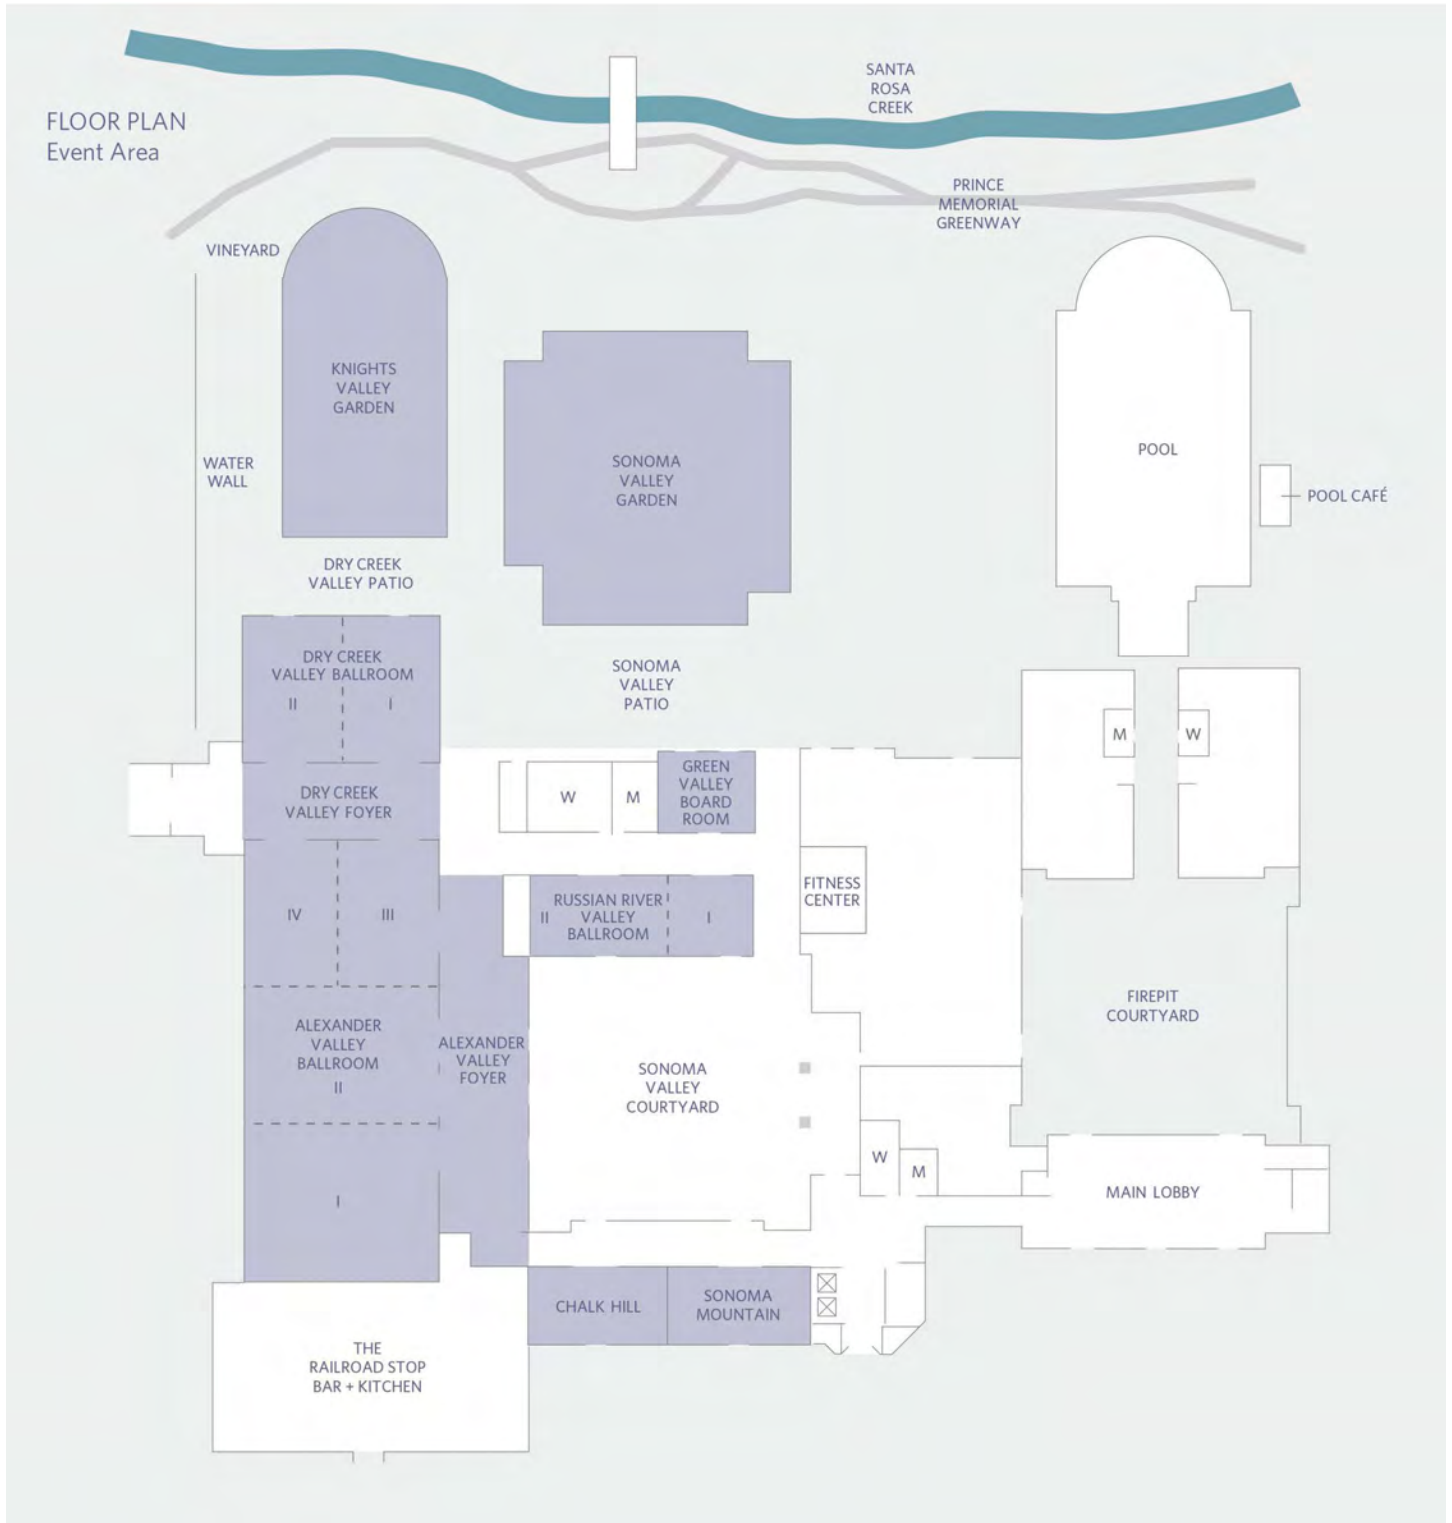 FLOOR PLAN
Event Area
SANTA
ROSA
CREEK
PRINCE
MEMORIAL
GREENWAY
VINEYARD
KNIGHTS
VALLEY
GARDEN
WATER
WALL
SONOMA
VALLEY
GARDEN
POOL
POOL CAFÉ
DRY CREEK
VALLEY PATIO
DRY CREEK
VALLEY BALLROOM
II
I
SONOMA
VALLEY
PATIO
M
W
DRY CREEK
VALLEY FOYER
W
M
GREEN
VALLEY
BOARD
ROOM
FITNESS
CENTER
IV
III
RUSSIAN RIVER
VALLEY
BALLROOM
II
I
FIREPIT
COURTYARD
ALEXANDER
VALLEY
BALLROOM
II
ALEXANDER
VALLEY
FOYER
SONOMA
VALLEY
COURTYARD
W
M
MAIN LOBBY
I
CHALK HILL
SONOMA
MOUNTAIN
THE
RAILROAD STOP
BAR + KITCHEN